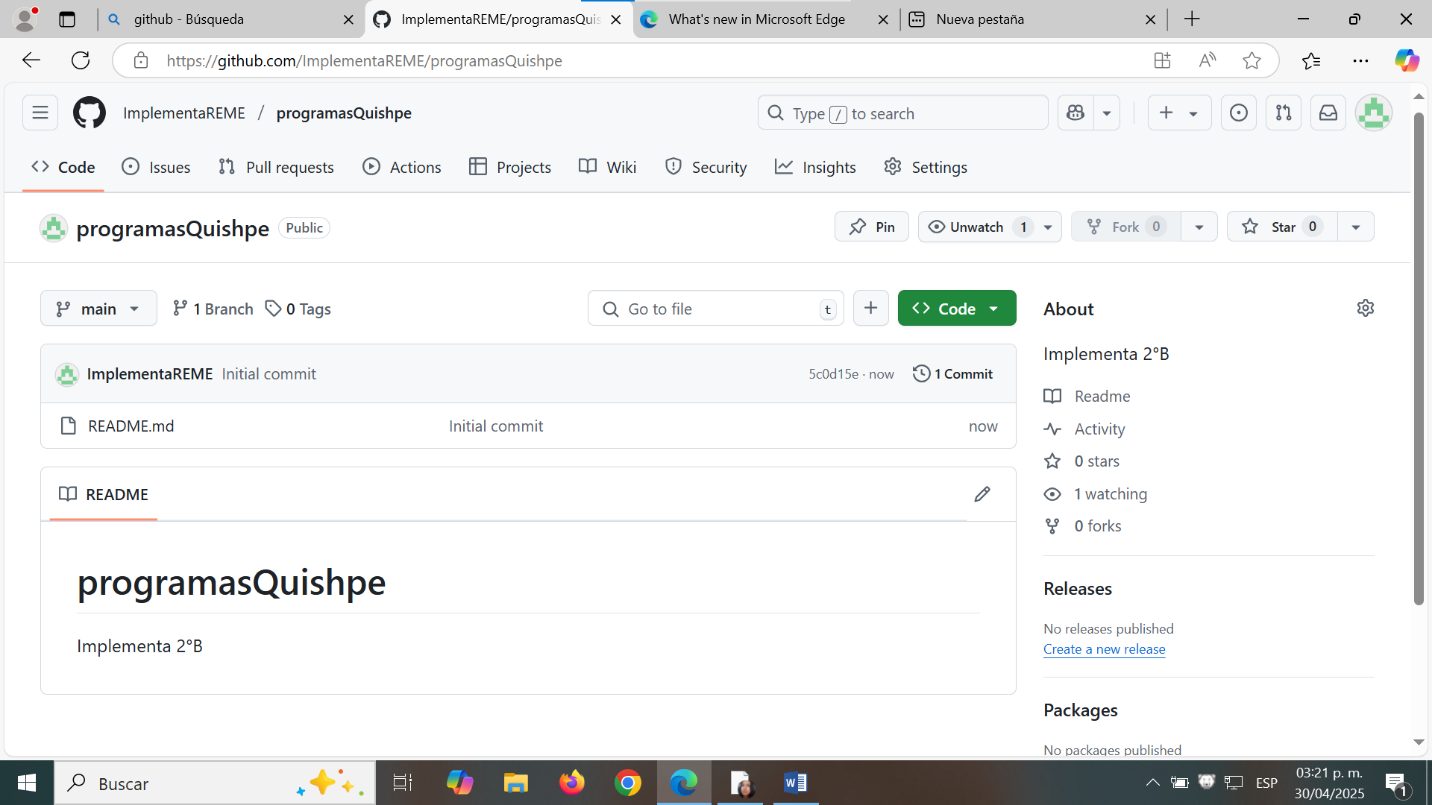 github - Búsqueda
ImplementaREME/programasQuis
What's new in Microsoft Edge
Nueva pestaña
https://github.com/ImplementaREME/programasQuishpe
ImplementaREME / programasQuishpe
Type / to search
Code
Issues
Pull requests
Actions
Projects
Wiki
Security
Insights
Settings
programasQuishpe Public
Pin
Unwatch 1
Fork 0
Star 0
main
1 Branch
0 Tags
Go to file t
Code
ImplementaREME Initial commit
5c0d15e · now
1 Commit
README.md Initial commit now
README
programasQuishpe
Implementa 2°B
About
Implementa 2°B
Readme
Activity
0 stars
1 watching
0 forks
Releases
No releases published
Create a new release
Packages
No packages published
Buscar
ESP
03:21 p. m.
30/04/2025
1